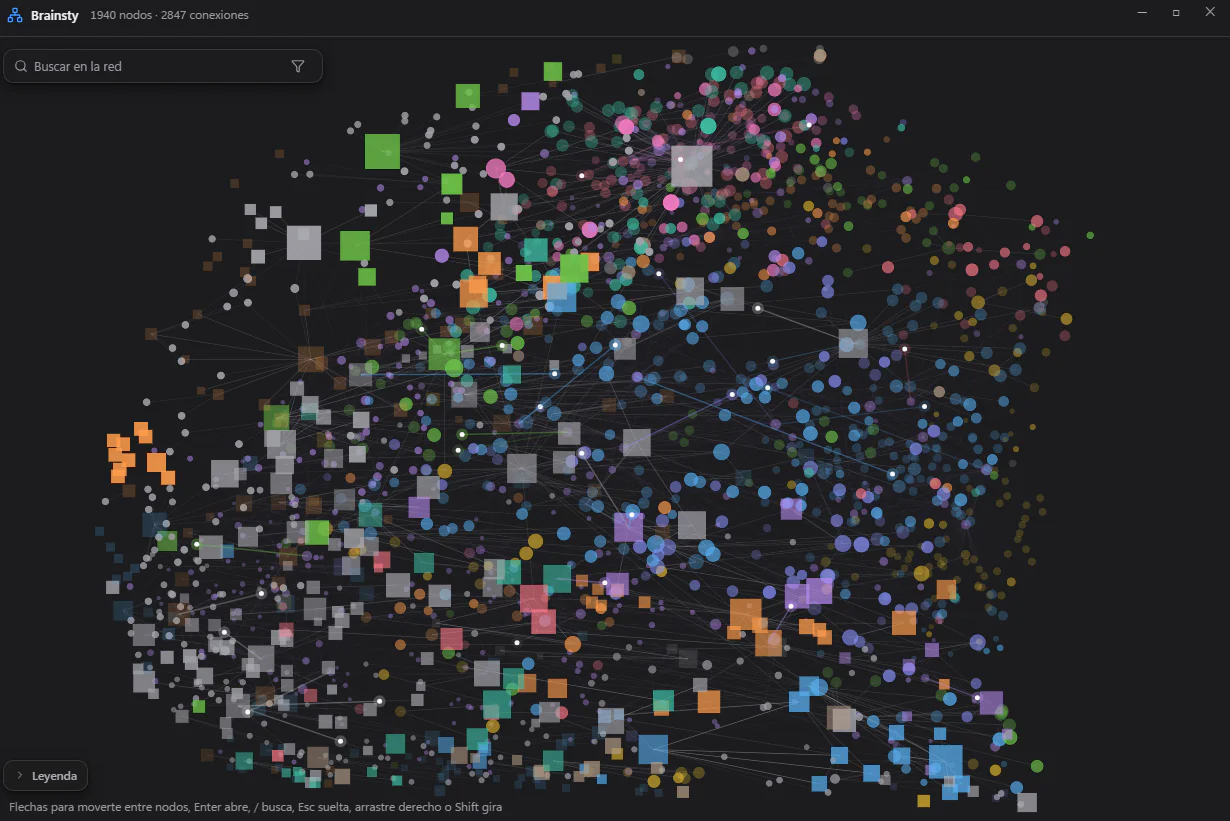 Brainsty 1940 nodos · 2847 conexiones
Buscar en la red
Leyenda
Flechas para moverte entre nodos, Enter abre, / busca, Esc suelta, arrastre derecho o Shift gira